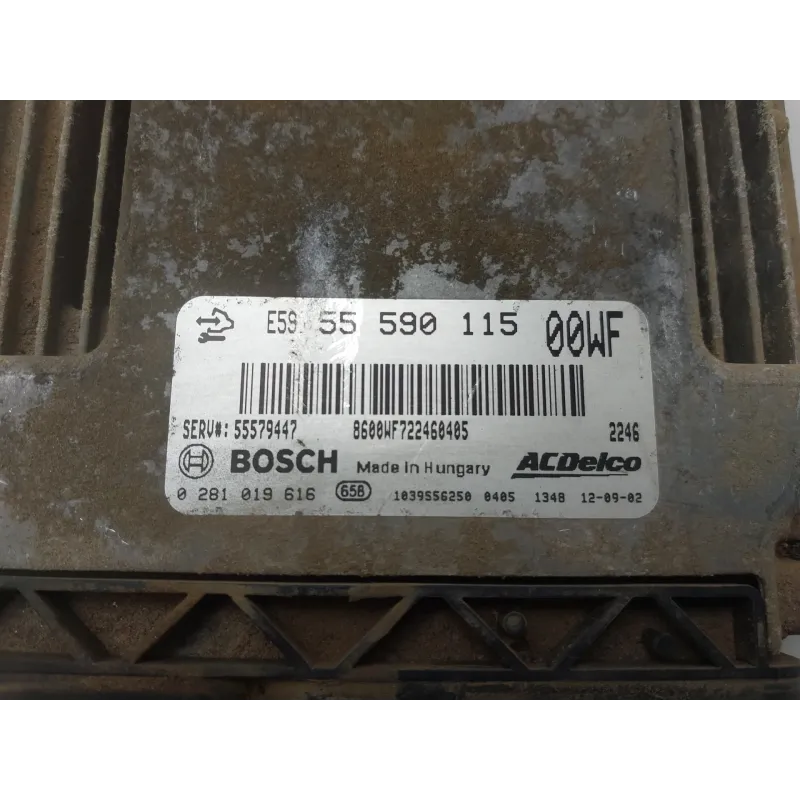 E59 55 590 115 00WF
SERV#: 55579447 8600WF722460405 2246
BOSCH Made in Hungary ACDelco
0 281 019 616 658 1039S56250 0405 1348 12-09-02